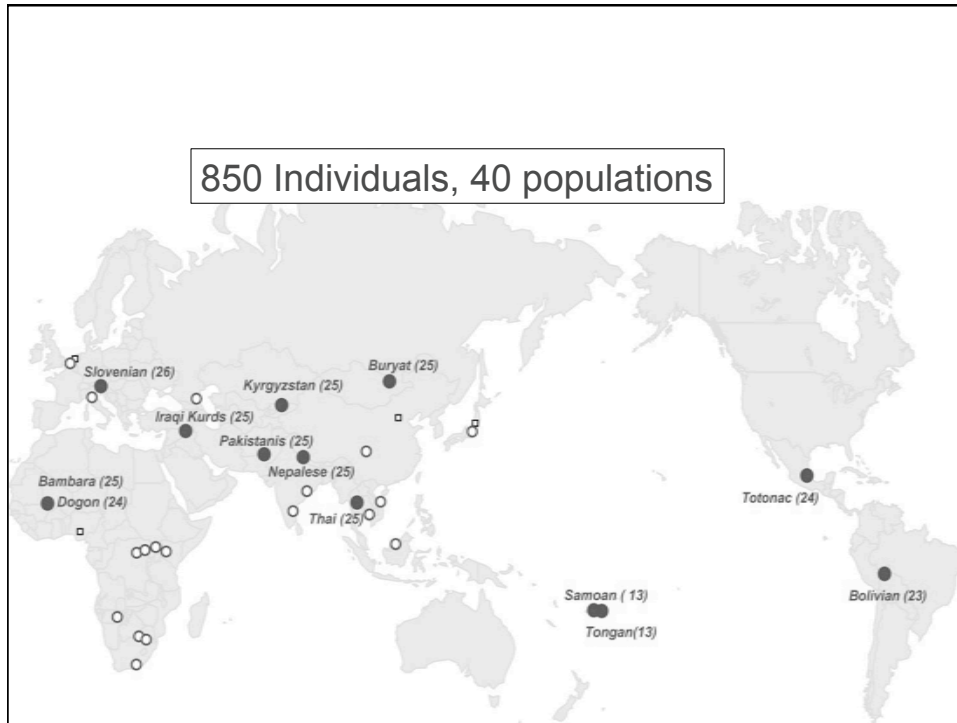 850 Individuals, 40 populations
Buryat (25)
Slovenian (26)
Kyrgyzstan (25)
Iraqi Kurds (25)
Pakistanis (25)
Nepalese (25)
Bambara (25)
Dogon (24)
Thai (25)
Totonac (24)
Samoan ( 13)
Bolivian (23)
Tongan(13)